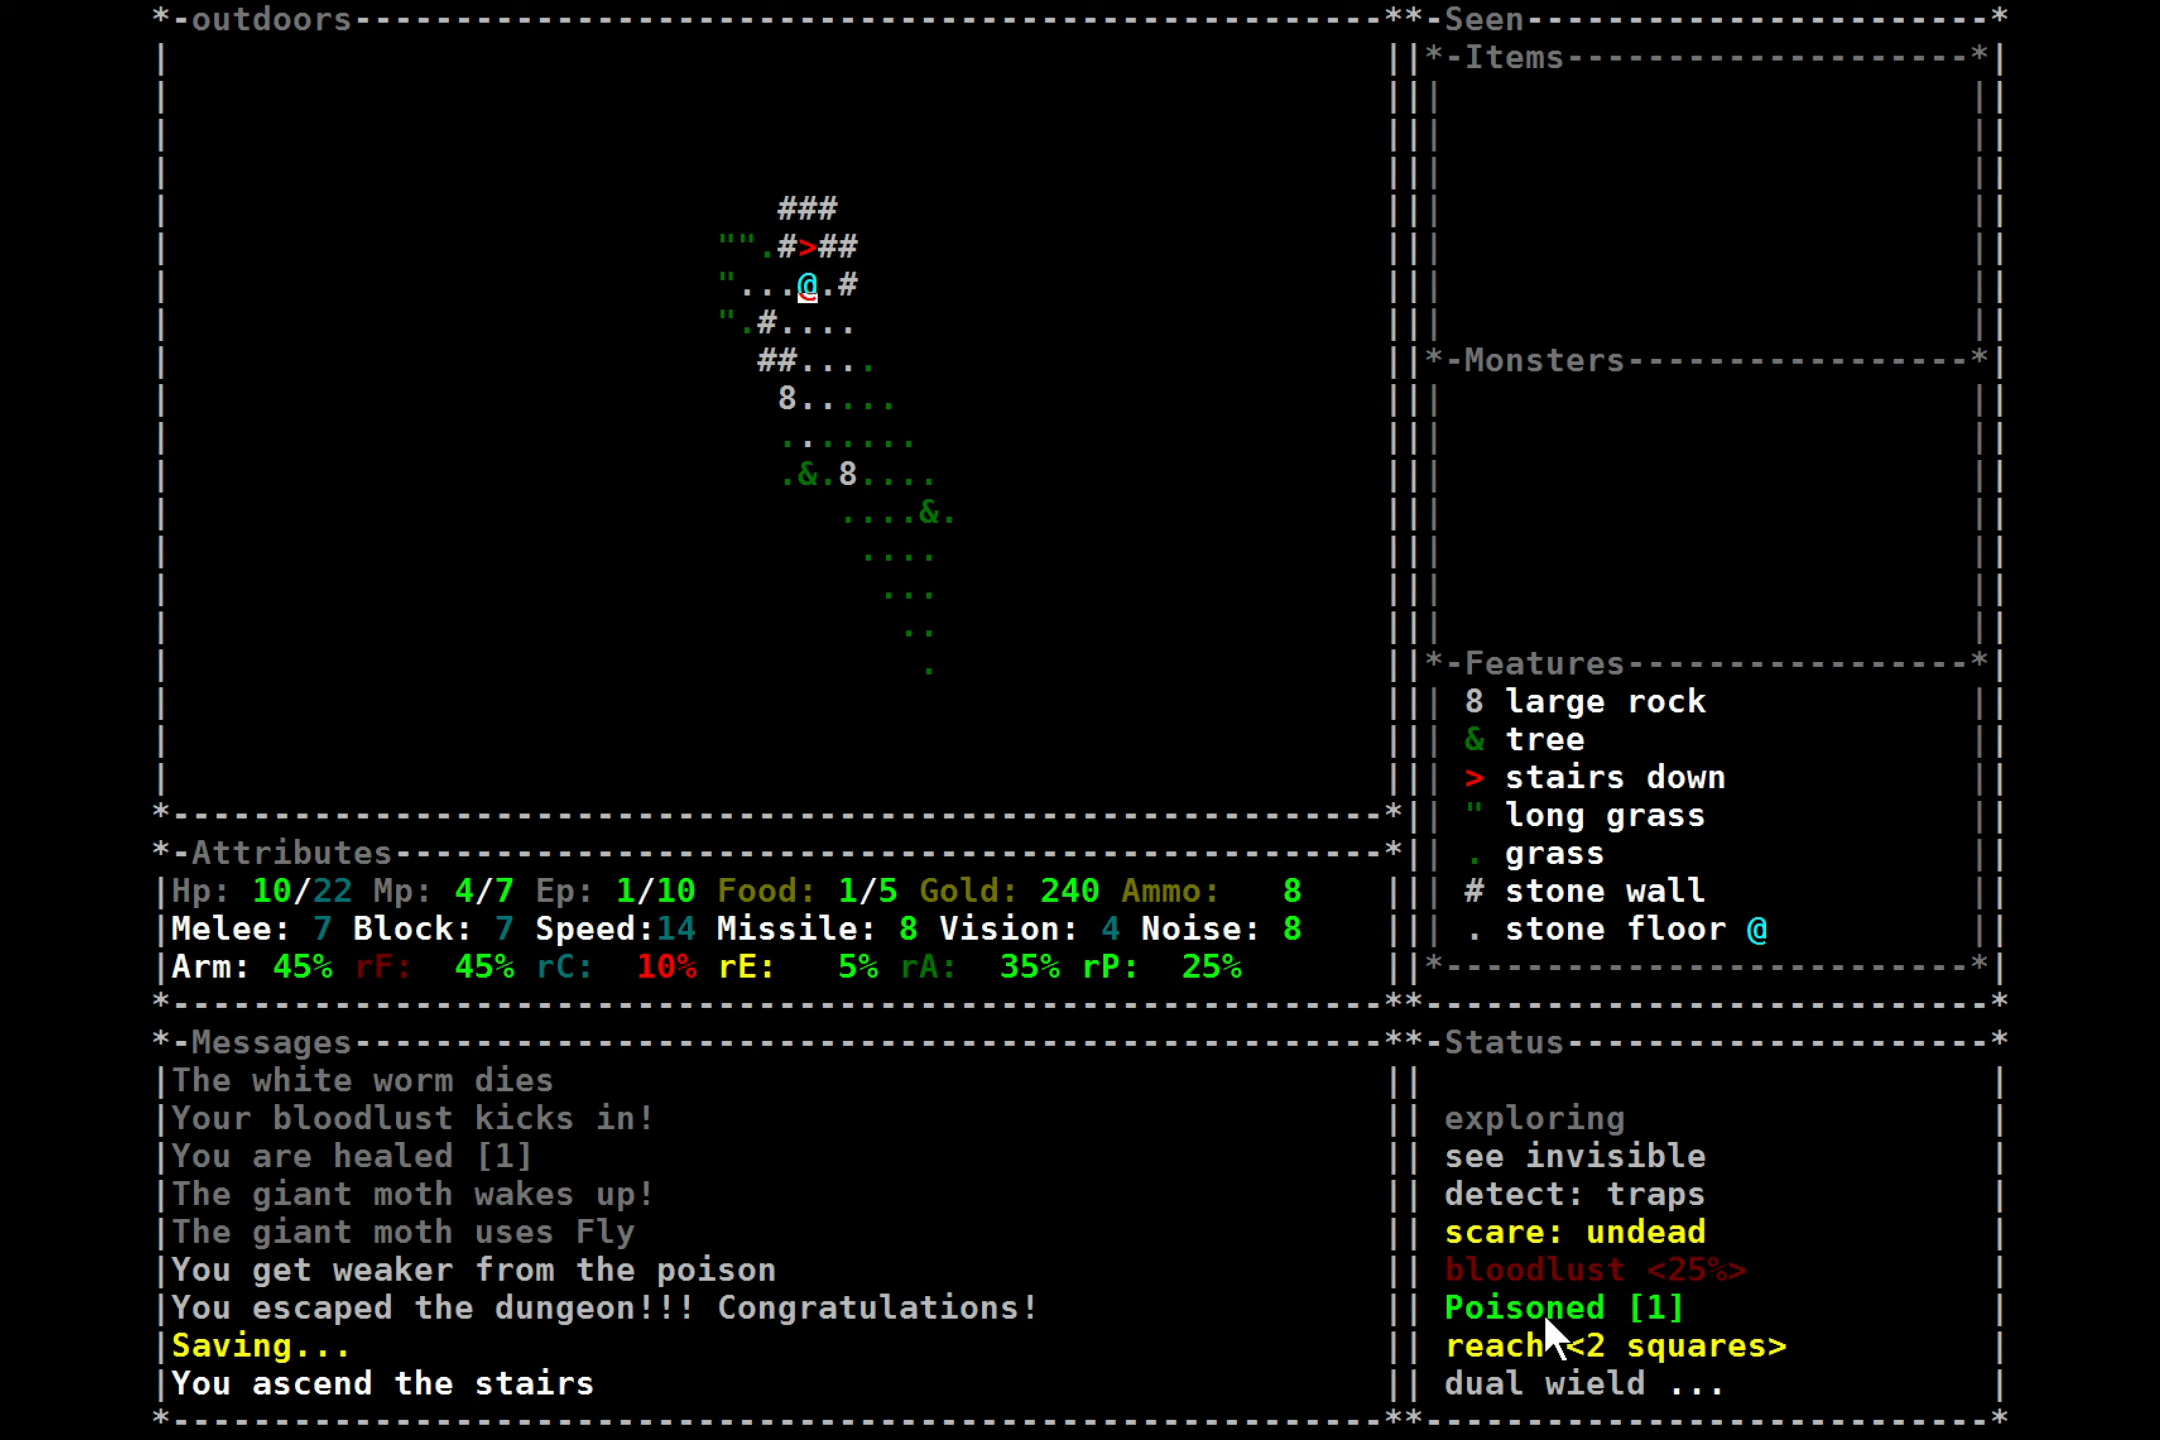 *-outdoors---------------------------------------------------**-Seen-----------------------*
*-Items--------------------*
###
"".#>##
"...@.#
".#....
##....
*-Monsters-----------------*
8.....
.......
.&.8....
....&.
....
...
..
.
*-Features-----------------*
8 large rock
& tree
> stairs down
" long grass
. grass
# stone wall
. stone floor @
*-Attributes-------------------------------------------------*
Hp: 10/22 Mp: 4/7 Ep: 1/10 Food: 1/5 Gold: 240 Ammo: 8
Melee: 7 Block: 7 Speed:14 Missile: 8 Vision: 4 Noise: 8
Arm: 45% rF: 45% rC: 10% rE: 5% rA: 35% rP: 25%
*-Messages---------------------------------------------------**-Status---------------------*
The white worm dies
Your bloodlust kicks in!
You are healed [1]
The giant moth wakes up!
The giant moth uses Fly
You get weaker from the poison
You escaped the dungeon!!! Congratulations!
Saving...
You ascend the stairs
exploring
see invisible
detect: traps
scare: undead
bloodlust <25%>
Poisoned [1]
reach <2 squares>
dual wield ...